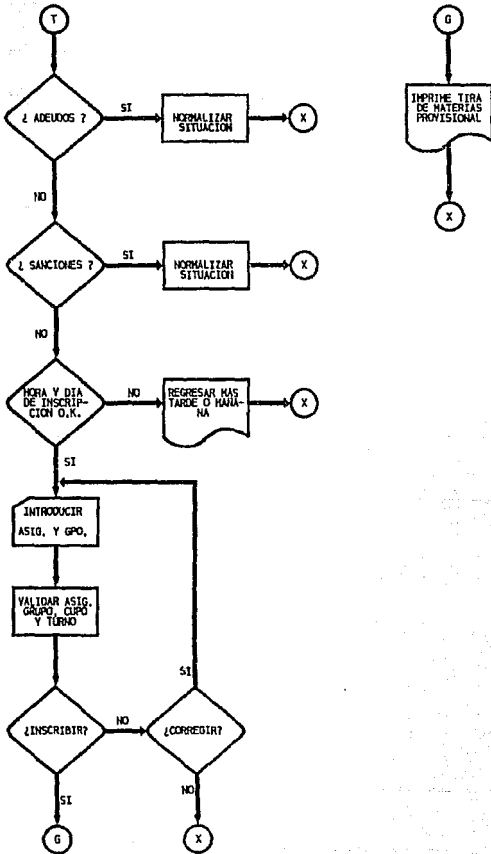 T
¿ ADEUDOS ?
SI
NORMALIZAR
SITUACION
X
NO
¿ SANCIONES ?
SI
NORMALIZAR
SITUACION
X
NO
HORA Y DIA
DE INSCRIP-
CION O.K.
NO
REGRESAR MAS
TARDE O MAÑA-
NA
X
SI
INTRODUCIR
ASIG. Y GPO.
VALIDAR ASIG.
GRUPO, CUPO
Y TURNO
¿INSCRIBIR?
NO
¿CORREGIR?
SI
SI
NO
G
X
G
IMPRIME TIRA
DE MATERIAS
PROVISIONAL
X